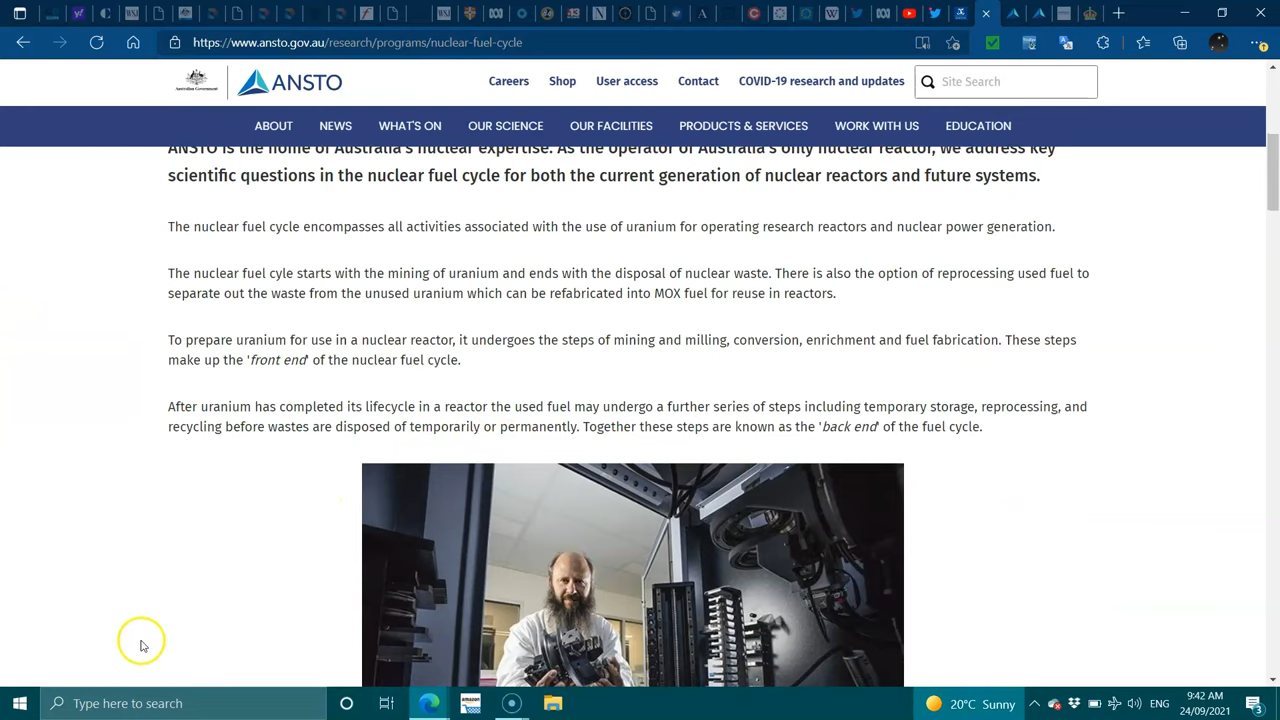 https://www.ansto.gov.au/research/programs/nuclear-fuel-cycle
Australian Government
ANSTO
Careers
Shop
User access
Contact
COVID-19 research and updates
Site Search
ABOUT
NEWS
WHAT'S ON
OUR SCIENCE
OUR FACILITIES
PRODUCTS & SERVICES
WORK WITH US
EDUCATION
ANSTO is the home of Australia's nuclear expertise. As the operator of Australia's only nuclear reactor, we address key
scientific questions in the nuclear fuel cycle for both the current generation of nuclear reactors and future systems.
The nuclear fuel cycle encompasses all activities associated with the use of uranium for operating research reactors and nuclear power generation.
The nuclear fuel cyle starts with the mining of uranium and ends with the disposal of nuclear waste. There is also the option of reprocessing used fuel to
separate out the waste from the unused uranium which can be refabricated into MOX fuel for reuse in reactors.
To prepare uranium for use in a nuclear reactor, it undergoes the steps of mining and milling, conversion, enrichment and fuel fabrication. These steps
make up the 'front end' of the nuclear fuel cycle.
After uranium has completed its lifecycle in a reactor the used fuel may undergo a further series of steps including temporary storage, reprocessing, and
recycling before wastes are disposed of temporarily or permanently. Together these steps are known as the 'back end' of the fuel cycle.
Type here to search
amazon
20°C Sunny
ENG
9:42 AM
24/09/2021
3